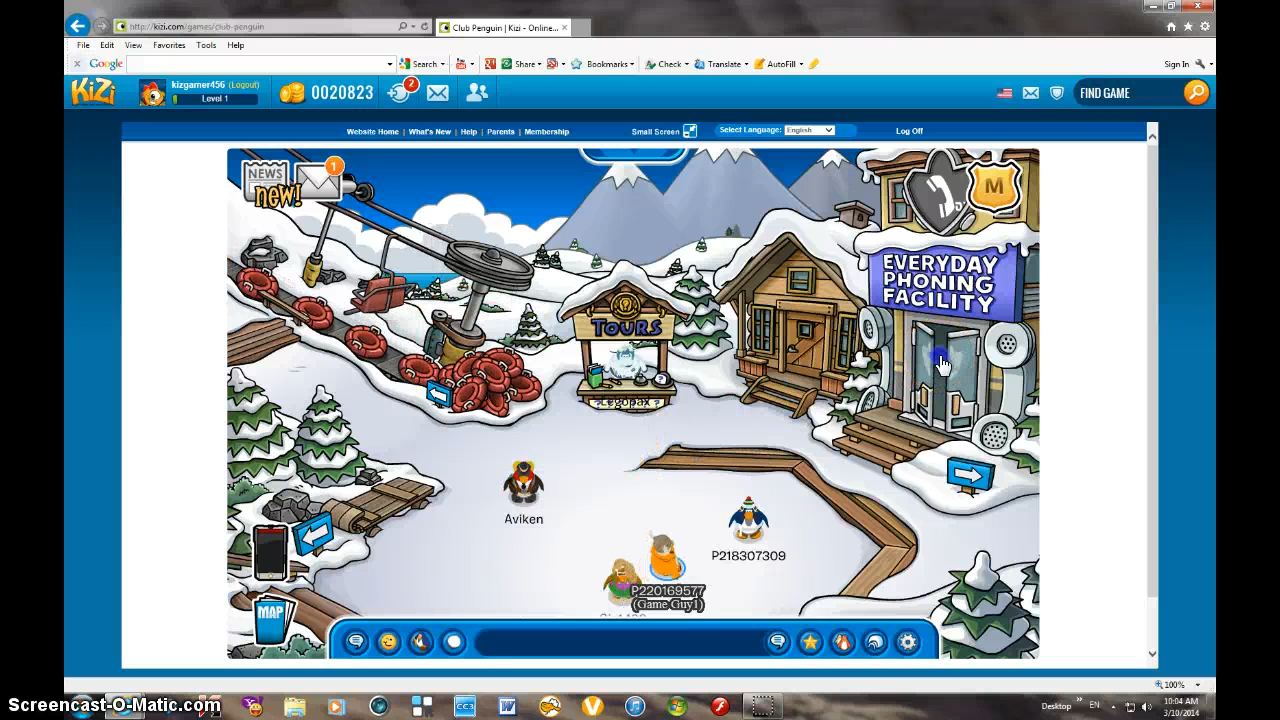 http://kizi.com/games/club-penguin
Club Penguin | Kizi - Online...
File Edit View Favorites Tools Help
Google
Search
Share
Bookmarks
Check
Translate
AutoFill
Sign In
KiZi
kizgamer456 (Logout)
Level 1
0020823
2
FIND GAME
Website Home | What's New | Help | Parents | Membership
Small Screen
Select Language: English
Log Off
NEWS
new!
1
M
EVERYDAY
PHONING
FACILITY
TOURS
Aviken
P218307309
P220169577
(Game Guy1)
MAP
100%
CC3
W
Desktop
EN
10:04 AM
3/10/2014
Screencast-O-Matic.com